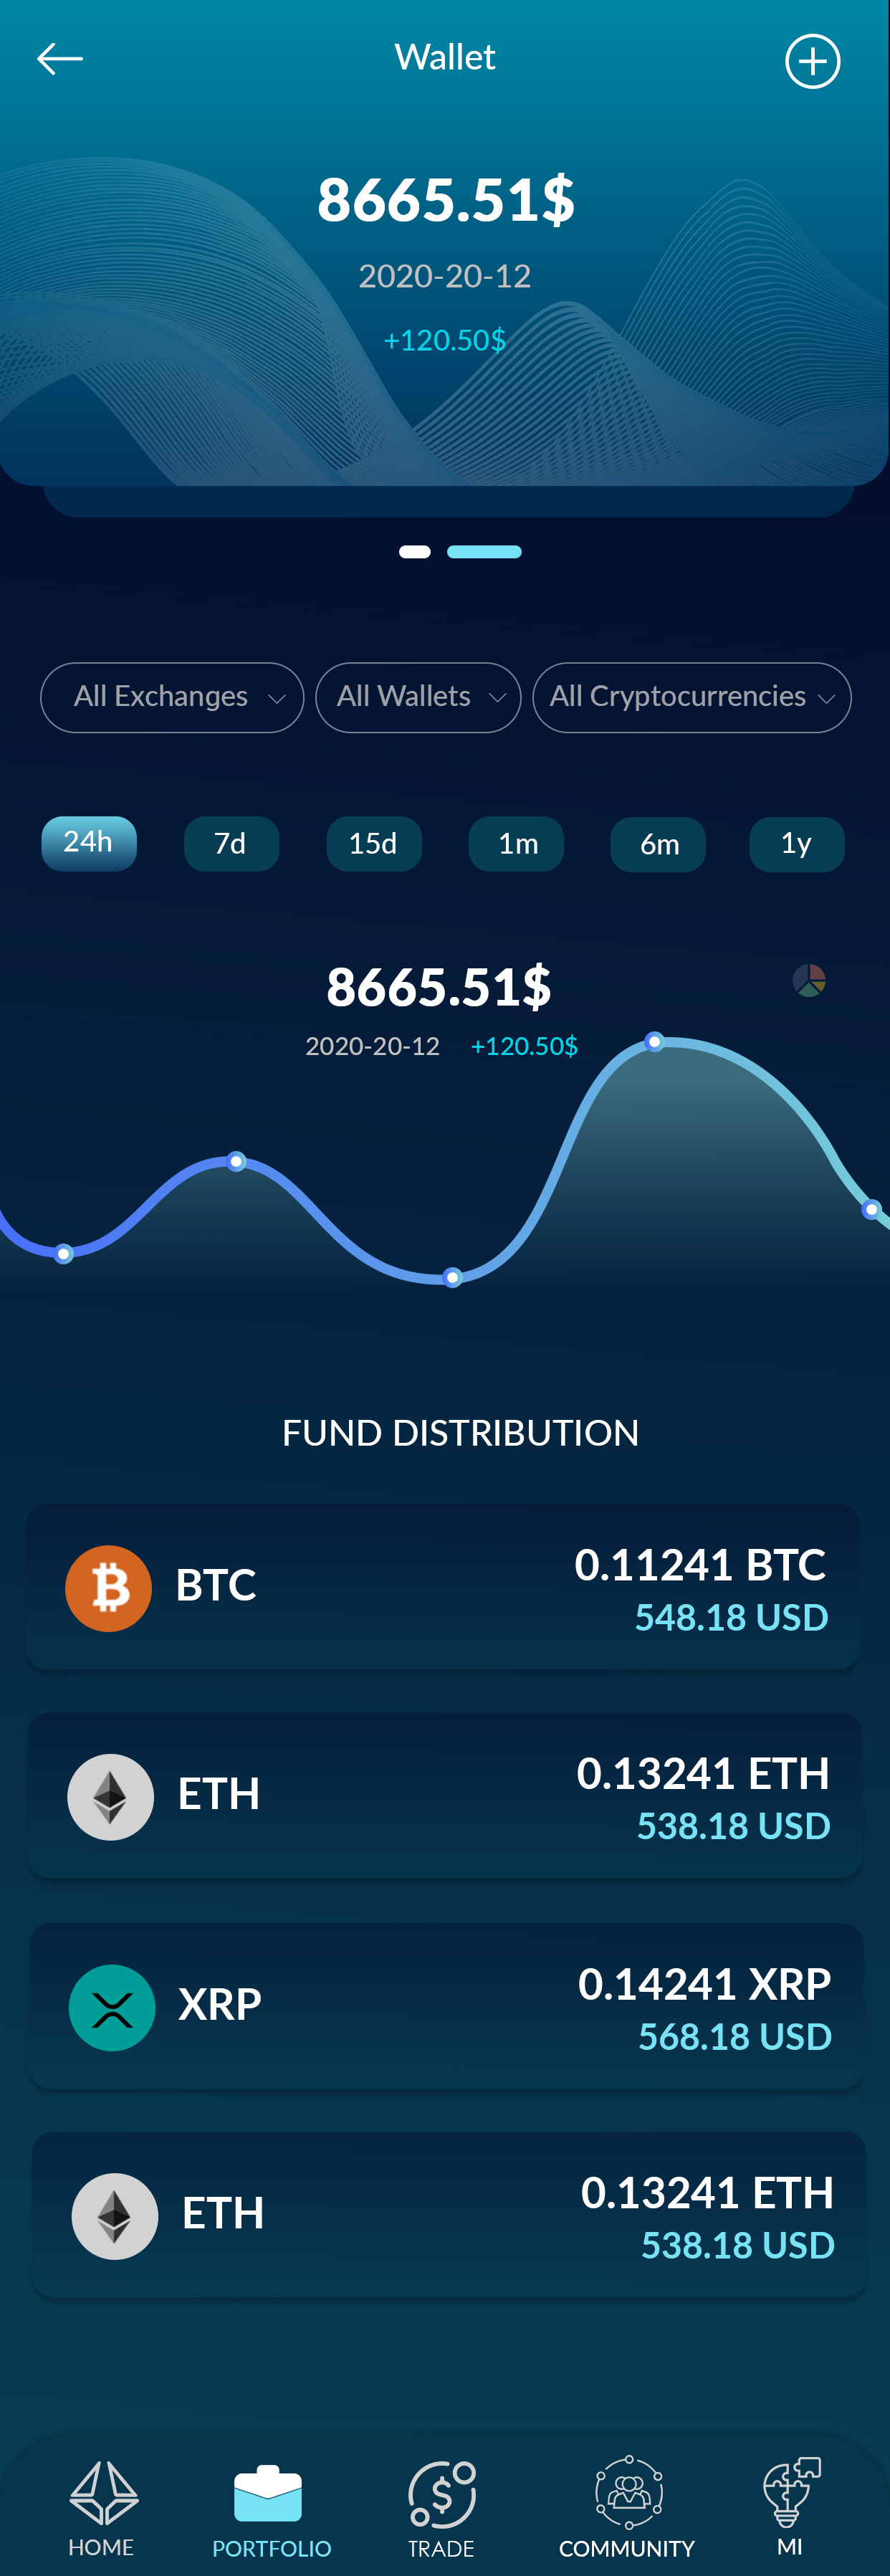 Wallet
8665.51$
2020-20-12
+120.50$
All Exchanges
All Wallets
All Cryptocurrencies
24h
7d
15d
1m
6m
1y
8665.51$
2020-20-12 +120.50$
FUND DISTRIBUTION
BTC
0.11241 BTC
548.18 USD
ETH
0.13241 ETH
538.18 USD
XRP
0.14241 XRP
568.18 USD
ETH
0.13241 ETH
538.18 USD
HOME
PORTFOLIO
TRADE
COMMUNITY
MI